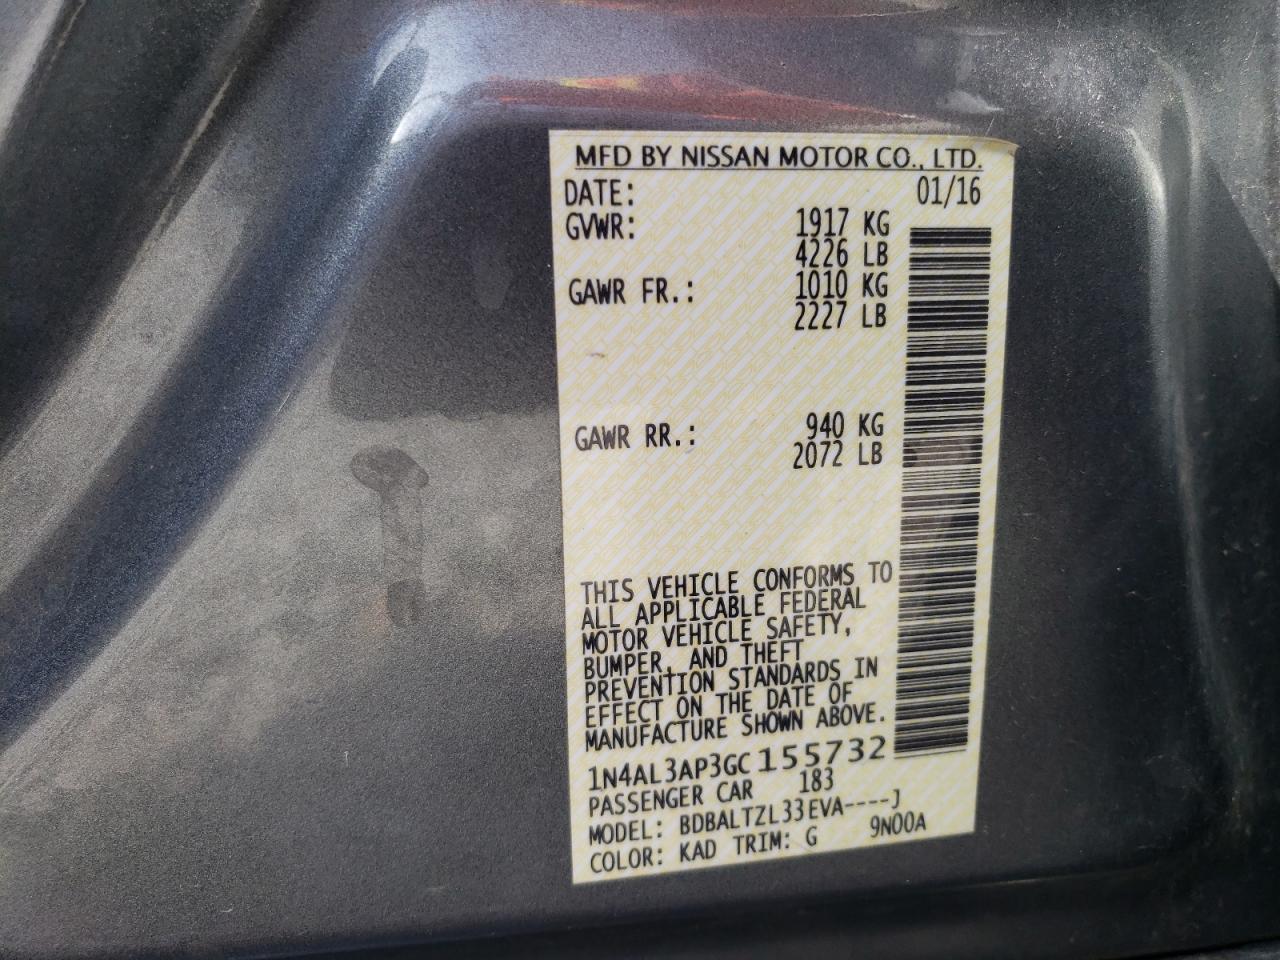 MFD BY NISSAN MOTOR CO., LTD.
DATE: 01/16
GVWR: 1917 KG
4226 LB
GAWR FR.: 1010 KG
2227 LB
GAWR RR.: 940 KG
2072 LB
THIS VEHICLE CONFORMS TO
ALL APPLICABLE FEDERAL
MOTOR VEHICLE SAFETY,
BUMPER, AND THEFT
PREVENTION STANDARDS IN
EFFECT ON THE DATE OF
MANUFACTURE SHOWN ABOVE.
1N4AL3AP3GC155732
PASSENGER CAR 183
MODEL: BDBALTZL33EVA----J
COLOR: KAD TRIM: G 9N00A